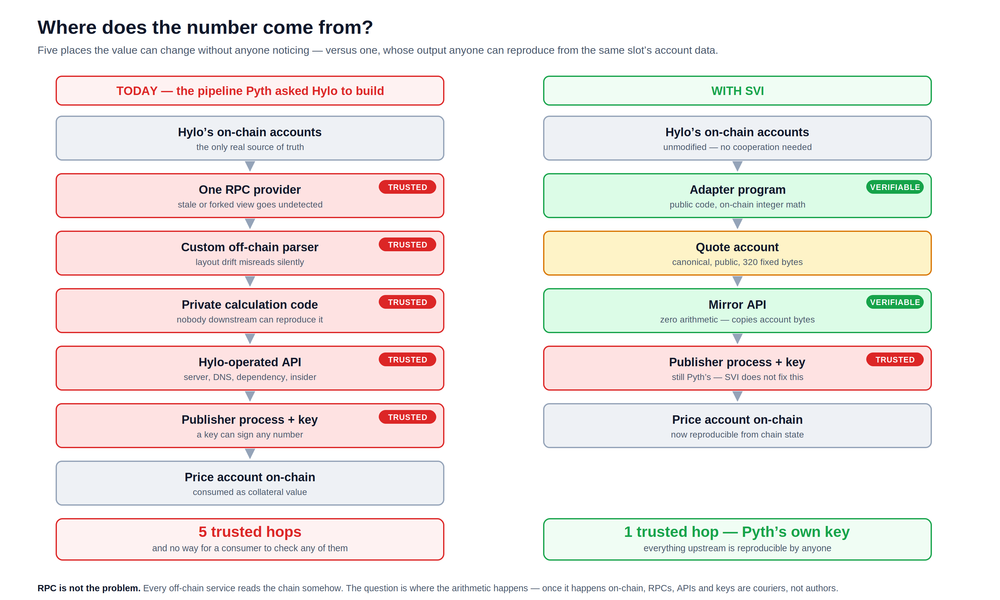 Where does the number come from?
Five places the value can change without anyone noticing — versus one, whose output anyone can reproduce from the same slot’s account data.
TODAY — the pipeline Pyth asked Hylo to build
Hylo’s on-chain accounts
the only real source of truth
One RPC provider
TRUSTED
stale or forked view goes undetected
Custom off-chain parser
TRUSTED
layout drift misreads silently
Private calculation code
TRUSTED
nobody downstream can reproduce it
Hylo-operated API
TRUSTED
server, DNS, dependency, insider
Publisher process + key
TRUSTED
a key can sign any number
Price account on-chain
consumed as collateral value
5 trusted hops
and no way for a consumer to check any of them
WITH SVI
Hylo’s on-chain accounts
unmodified — no cooperation needed
Adapter program
VERIFIABLE
public code, on-chain integer math
Quote account
canonical, public, 320 fixed bytes
Mirror API
VERIFIABLE
zero arithmetic — copies account bytes
Publisher process + key
TRUSTED
still Pyth’s — SVI does not fix this
Price account on-chain
now reproducible from chain state
1 trusted hop — Pyth’s own key
everything upstream is reproducible by anyone
RPC is not the problem. Every off-chain service reads the chain somehow. The question is where the arithmetic happens — once it happens on-chain, RPCs, APIs and keys are couriers, not authors.